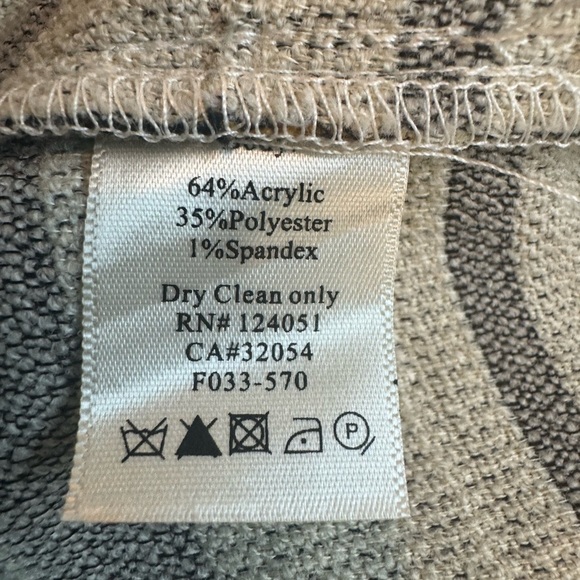 64%Acrylic
35%Polyester
1%Spandex
Dry Clean only
RN# 124051
CA#32054
F033-570
P